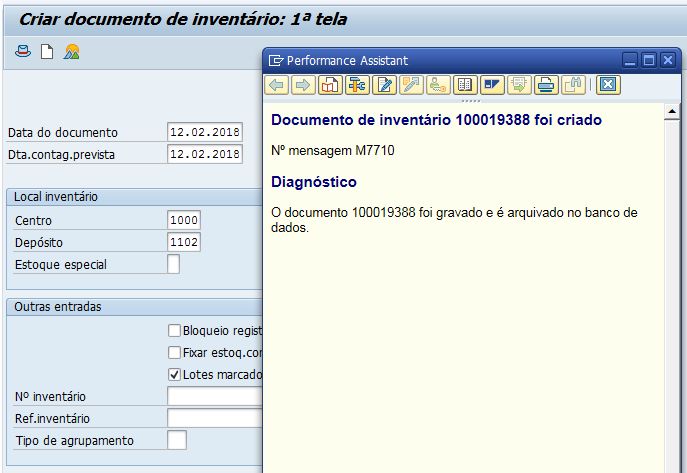 Criar documento de inventário: 1ª tela
Performance Assistant
Documento de inventário 100019388 foi criado
Nº mensagem M7710
Diagnóstico
O documento 100019388 foi gravado e é arquivado no banco de
dados.
Data do documento 12.02.2018
Dta.contag.prevista 12.02.2018
Local inventário
Centro 1000
Depósito 1102
Estoque especial
Outras entradas
Bloqueio regist
Fixar estoq.con
Lotes marcado
Nº inventário
Ref.inventário
Tipo de agrupamento